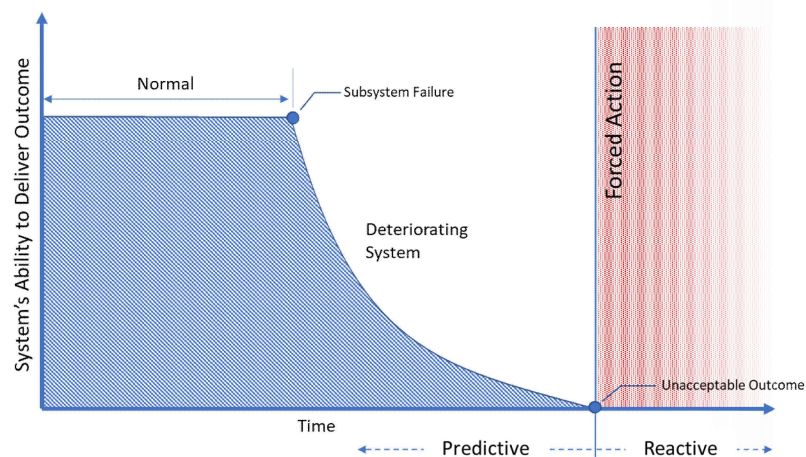 Normal
Subsystem Failure
Forced Action
System's Ability to Deliver Outcome
Deteriorating
System
Unacceptable Outcome
Time
Predictive
Reactive